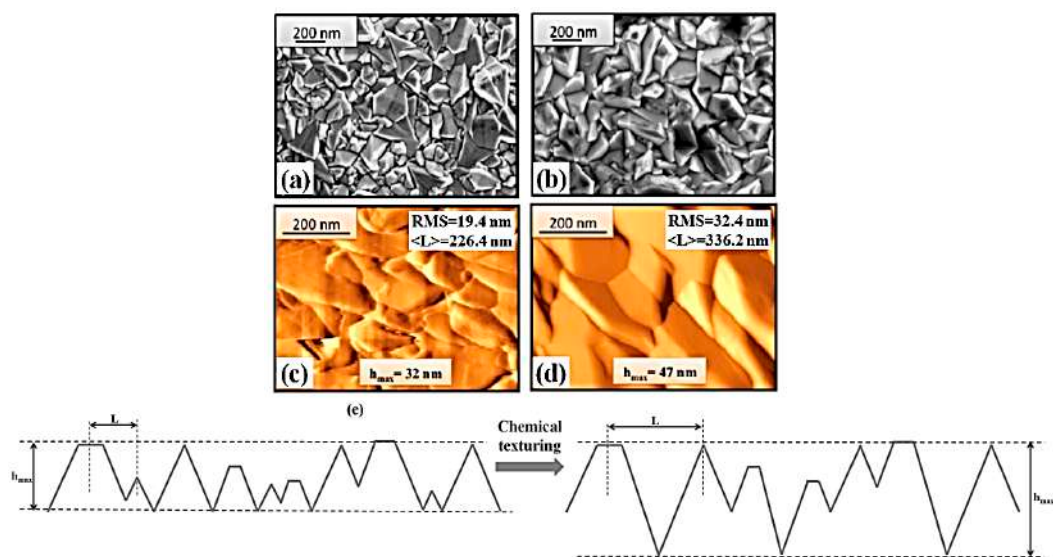 200 nm
(a)
200 nm
(b)
200 nm
RMS=19.4 nm
<L>=226.4 nm
(c)
hmax= 32 nm
200 nm
RMS=32.4 nm
<L>=336.2 nm
(d)
hmax= 47 nm
(e)
L
hmax
Chemical
texturing
L
hmax